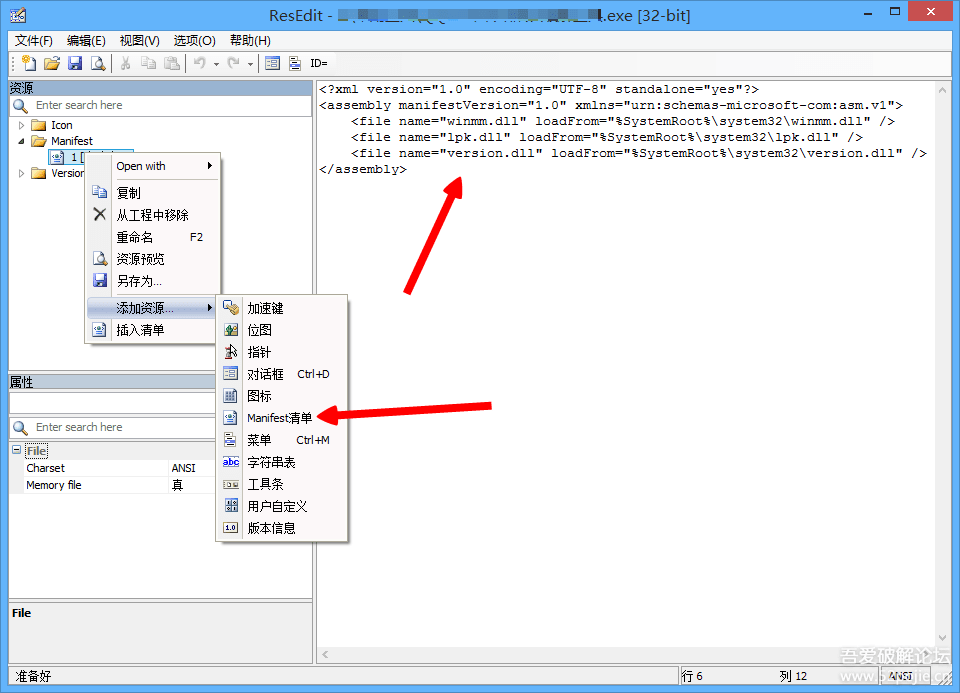 ResEdit - .exe [32-bit]
文件(F) 编辑(E) 视图(V) 选项(O) 帮助(H)
ID=
资源
Enter search here
Icon
Manifest
1 [
Version
Open with
复制
从工程中移除
重命名 F2
资源预览
另存为...
添加资源...
插入清单
加速键
位图
指针
对话框 Ctrl+D
图标
Manifest清单
菜单 Ctrl+M
abc 字符串表
工具条
用户自定义
1.0 版本信息
属性
Enter search here
File
Charset ANSI
Memory file 真
File
<?xml version="1.0" encoding="UTF-8" standalone="yes"?>
<assembly manifestVersion="1.0" xmlns="urn:schemas-microsoft-com:asm.v1">
<file name="winmm.dll" loadFrom="%SystemRoot%\system32\winmm.dll" />
<file name="lpk.dll" loadFrom="%SystemRoot%\system32\lpk.dll" />
<file name="version.dll" loadFrom="%SystemRoot%\system32\version.dll" />
</assembly>
准备好 行 6 列 12 ANSI
吾爱破解论坛
www.52pojie.cn